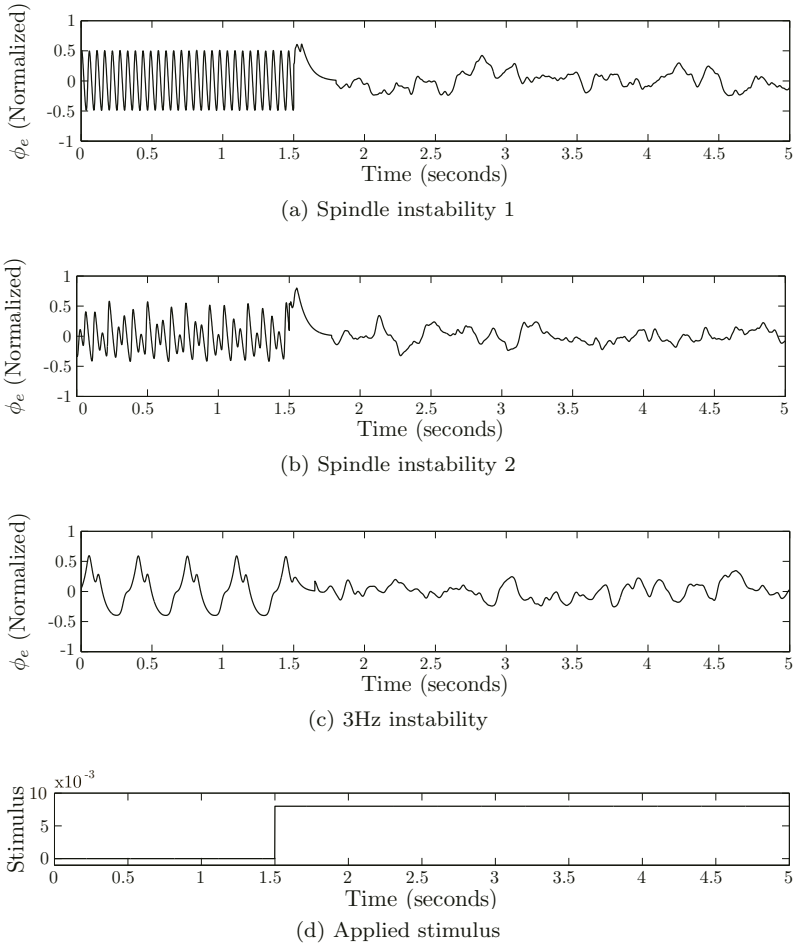 1
0.5
0
-0.5
-1
ϕe (Normalized)
0 0.5 1 1.5 2 2.5 3 3.5 4 4.5 5
Time (seconds)
(a) Spindle instability 1
1
0.5
0
-0.5
-1
ϕe (Normalized)
0 0.5 1 1.5 2 2.5 3 3.5 4 4.5 5
Time (seconds)
(b) Spindle instability 2
1
0.5
0
-0.5
-1
ϕe (Normalized)
0 0.5 1 1.5 2 2.5 3 3.5 4 4.5 5
Time (seconds)
(c) 3Hz instability
x10-3
10
5
0
Stimulus
0 0.5 1 1.5 2 2.5 3 3.5 4 4.5 5
Time (seconds)
(d) Applied stimulus